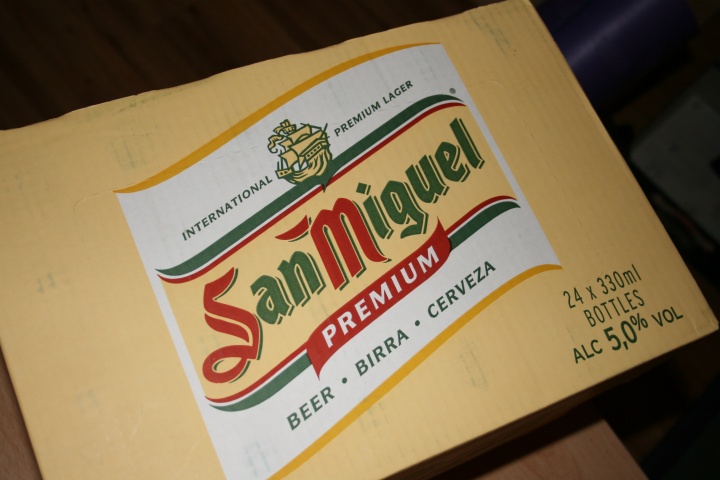 INTERNATIONAL PREMIUM LAGER
San Miguel
PREMIUM
BEER • BIRRA • CERVEZA
24 x 330ml
BOTTLES
ALC 5,0% VOL